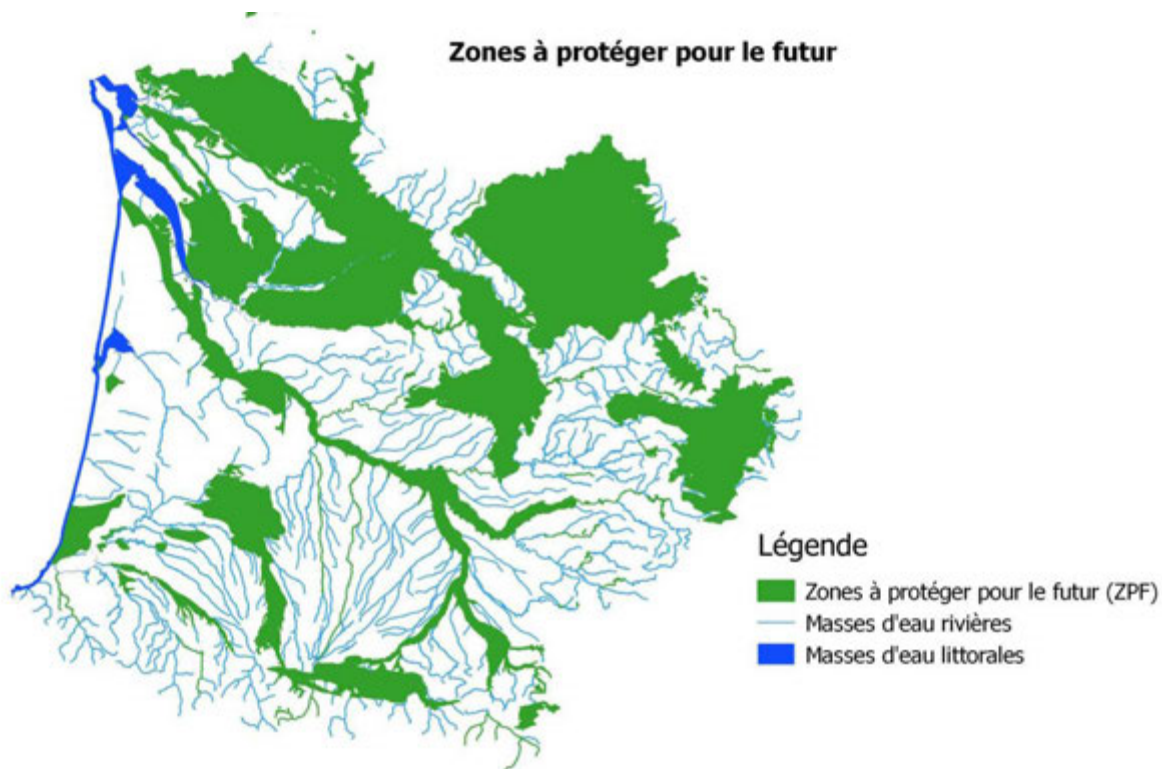 Zones à protéger pour le futur
Légende
Zones à protéger pour le futur (ZPF)
Masses d'eau rivières
Masses d'eau littorales